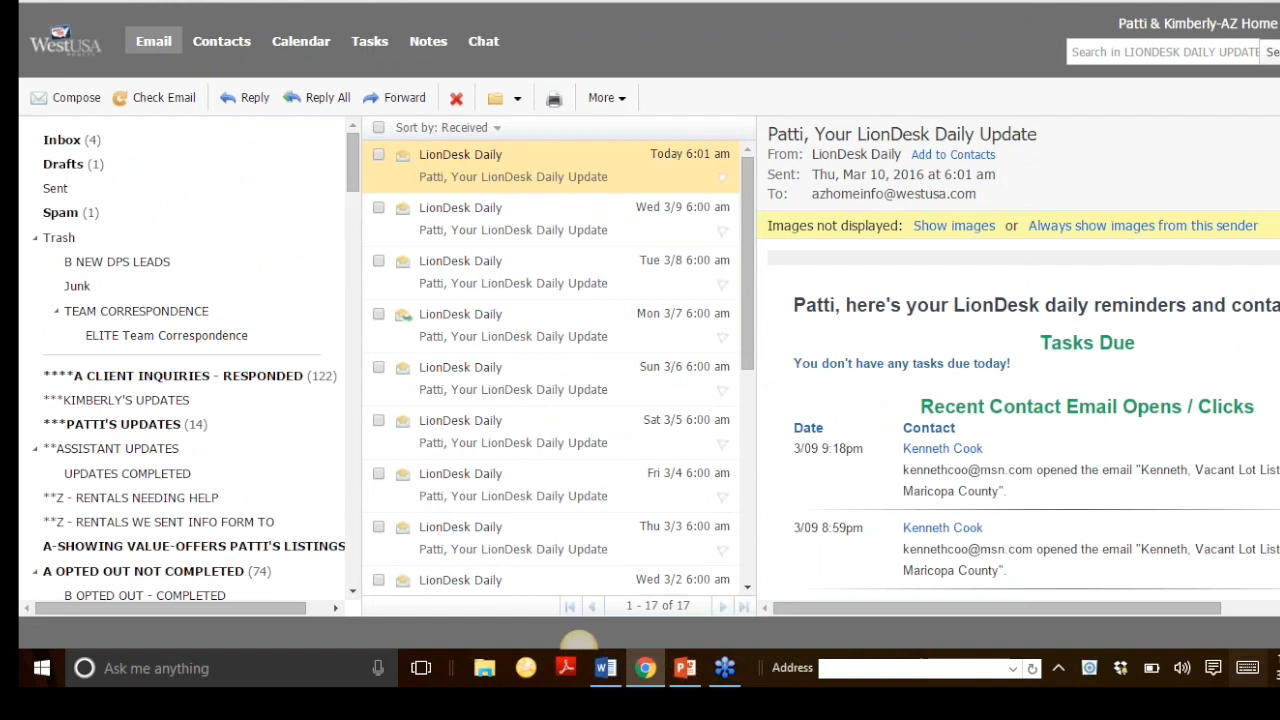 Patti & Kimberly-AZ Home
WestUSA
Email Contacts Calendar Tasks Notes Chat
Search in LIONDESK DAILY UPDATE Se
Compose Check Email Reply Reply All Forward More
Inbox (4)
Drafts (1)
Sent
Spam (1)
Trash
B NEW DPS LEADS
Junk
TEAM CORRESPONDENCE
ELITE Team Correspondence
****A CLIENT INQUIRIES - RESPONDED (122)
***KIMBERLY'S UPDATES
***PATTI'S UPDATES (14)
**ASSISTANT UPDATES
UPDATES COMPLETED
**Z - RENTALS NEEDING HELP
**Z - RENTALS WE SENT INFO FORM TO
A-SHOWING VALUE-OFFERS PATTI'S LISTINGS
A OPTED OUT NOT COMPLETED (74)
B OPTED OUT - COMPLETED
Sort by: Received
LionDesk Daily Today 6:01 am
Patti, Your LionDesk Daily Update
LionDesk Daily Wed 3/9 6:00 am
Patti, Your LionDesk Daily Update
LionDesk Daily Tue 3/8 6:00 am
Patti, Your LionDesk Daily Update
LionDesk Daily Mon 3/7 6:00 am
Patti, Your LionDesk Daily Update
LionDesk Daily Sun 3/6 6:00 am
Patti, Your LionDesk Daily Update
LionDesk Daily Sat 3/5 6:00 am
Patti, Your LionDesk Daily Update
LionDesk Daily Fri 3/4 6:00 am
Patti, Your LionDesk Daily Update
LionDesk Daily Thu 3/3 6:00 am
Patti, Your LionDesk Daily Update
LionDesk Daily Wed 3/2 6:00 am
1 - 17 of 17
Patti, Your LionDesk Daily Update
From: LionDesk Daily Add to Contacts
Sent: Thu, Mar 10, 2016 at 6:01 am
To: azhomeinfo@westusa.com
Images not displayed: Show images or Always show images from this sender
Patti, here's your LionDesk daily reminders and conta
Tasks Due
You don't have any tasks due today!
Recent Contact Email Opens / Clicks
Date Contact
3/09 9:18pm Kenneth Cook
kennethcoo@msn.com opened the email "Kenneth, Vacant Lot List
Maricopa County".
3/09 8:59pm Kenneth Cook
kennethcoo@msn.com opened the email "Kenneth, Vacant Lot List
Maricopa County".
Ask me anything Address